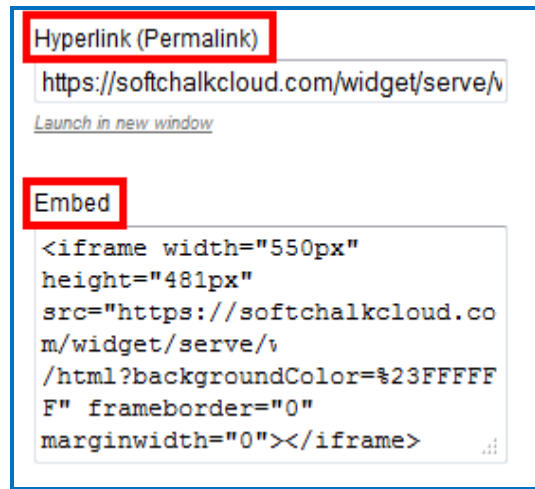 Hyperlink (Permalink)
https://softchalkcloud.com/widget/serve/
Launch in new window
Embed
<iframe width="550px"
height="481px"
src="https://softchalkcloud.co
m/widget/serve/
/html?backgroundColor=%23FFFFF
F" frameborder="0"
marginwidth="0"></iframe>